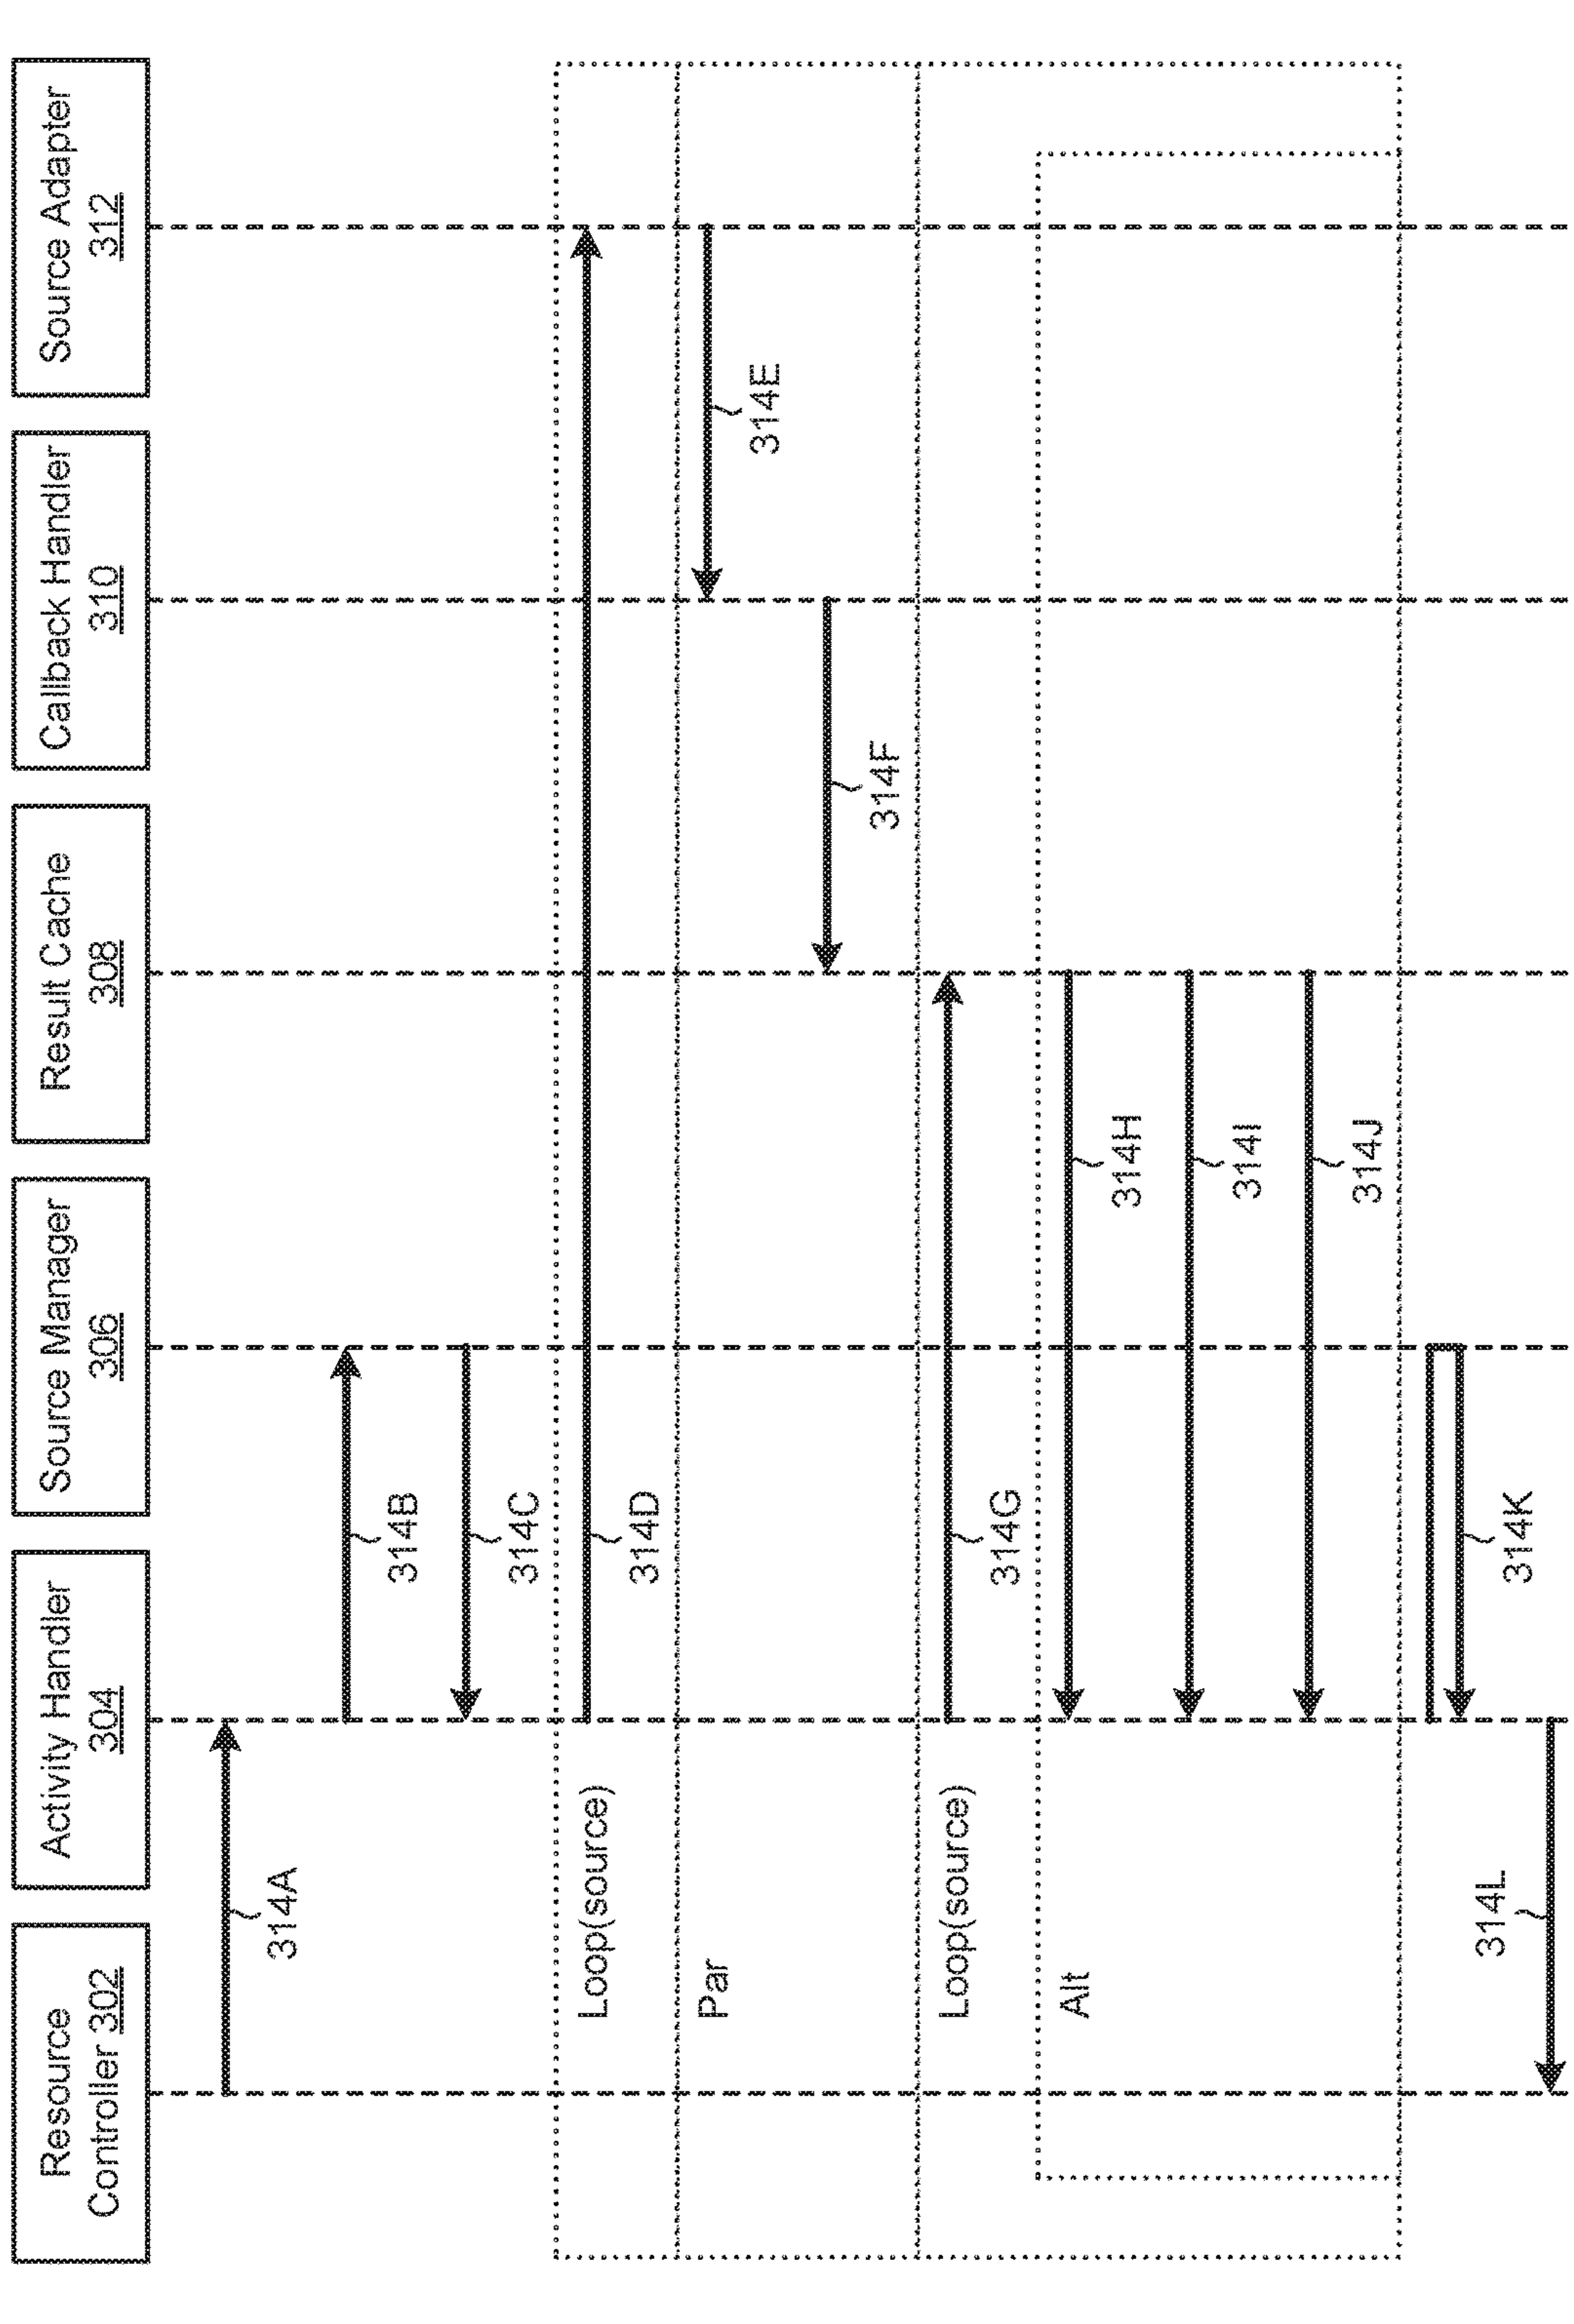 Resource
Controller 302
Activity Handler
304
Source Manager
306
Result Cache
308
Callback Handler
310
Source Adapter
312
314A
314B
314C
Loop(source)
314D
Par
314E
314F
Loop(source)
314G
Alt
314H
314I
314J
314K
314L